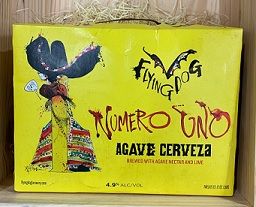 FLYING DOG
NUMERO UNO
AGAVE CERVEZA
BREWED WITH AGAVE NECTAR AND LIME
4.9% ALC/VOL